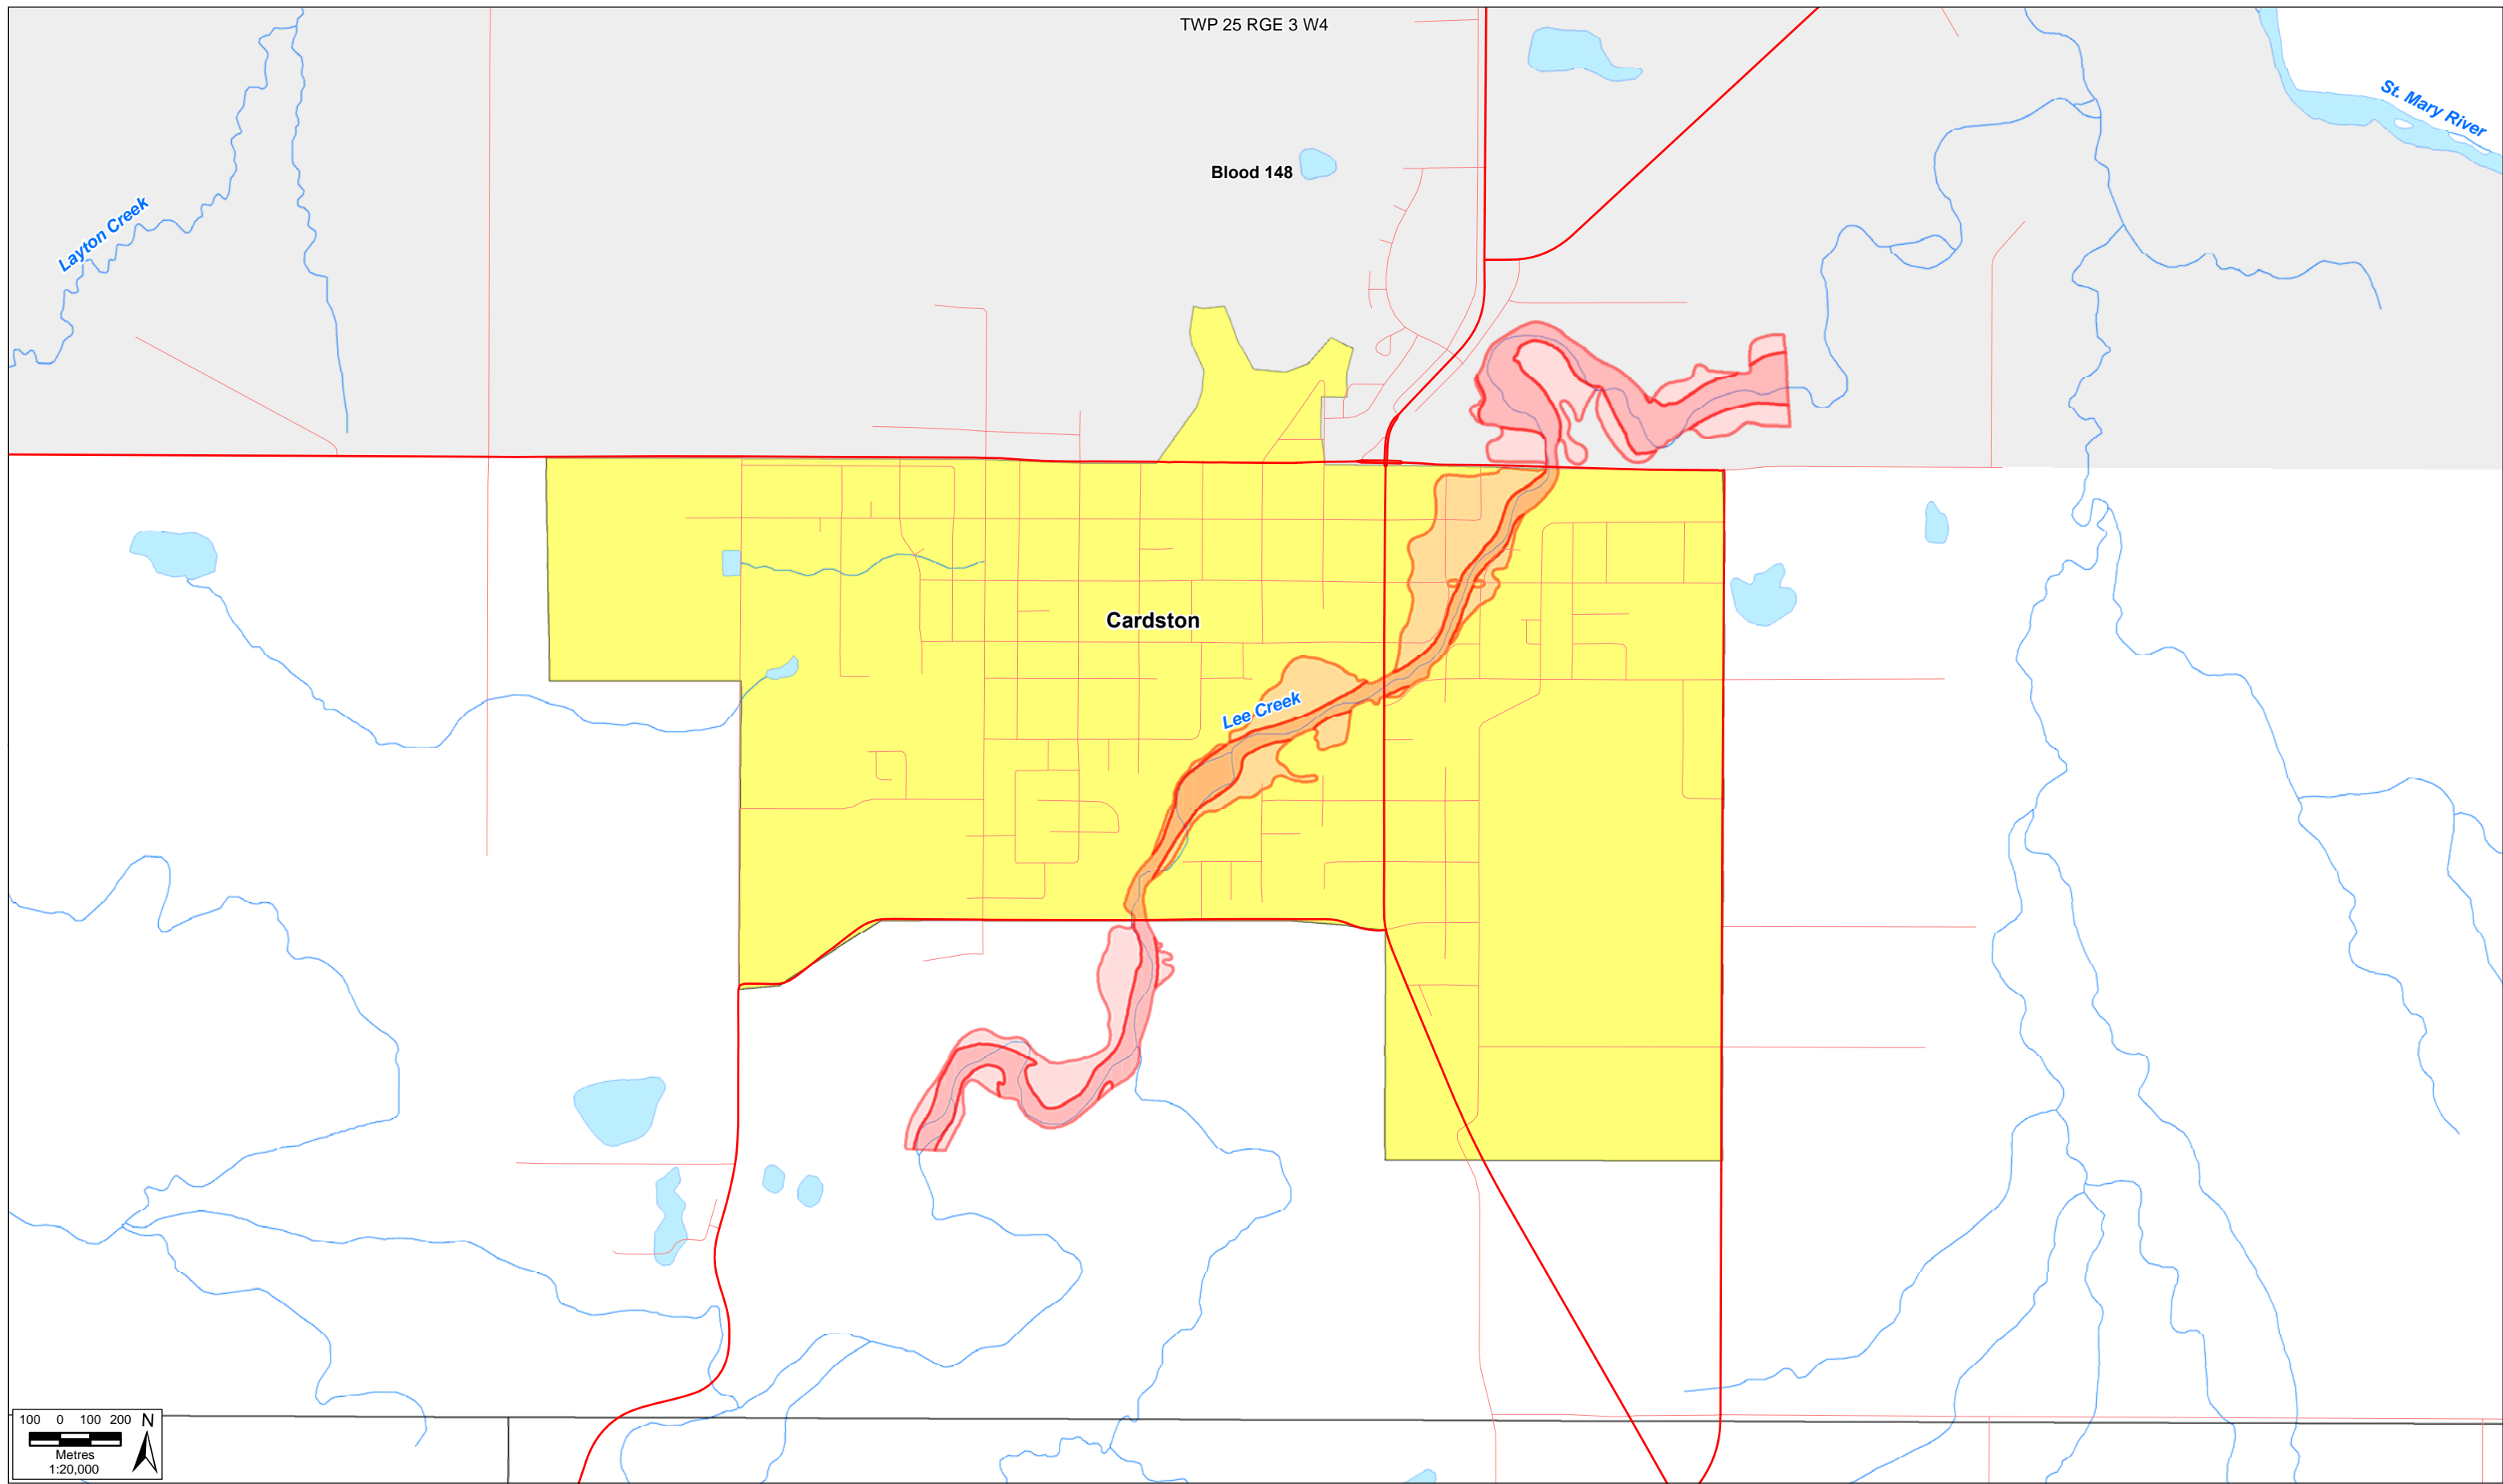 TWP 25 RGE 3 W4
St. Mary River
Blood 148
Layton Creek
Cardston
Lee Creek
100 0 100 200 N
Metres
1:20,000